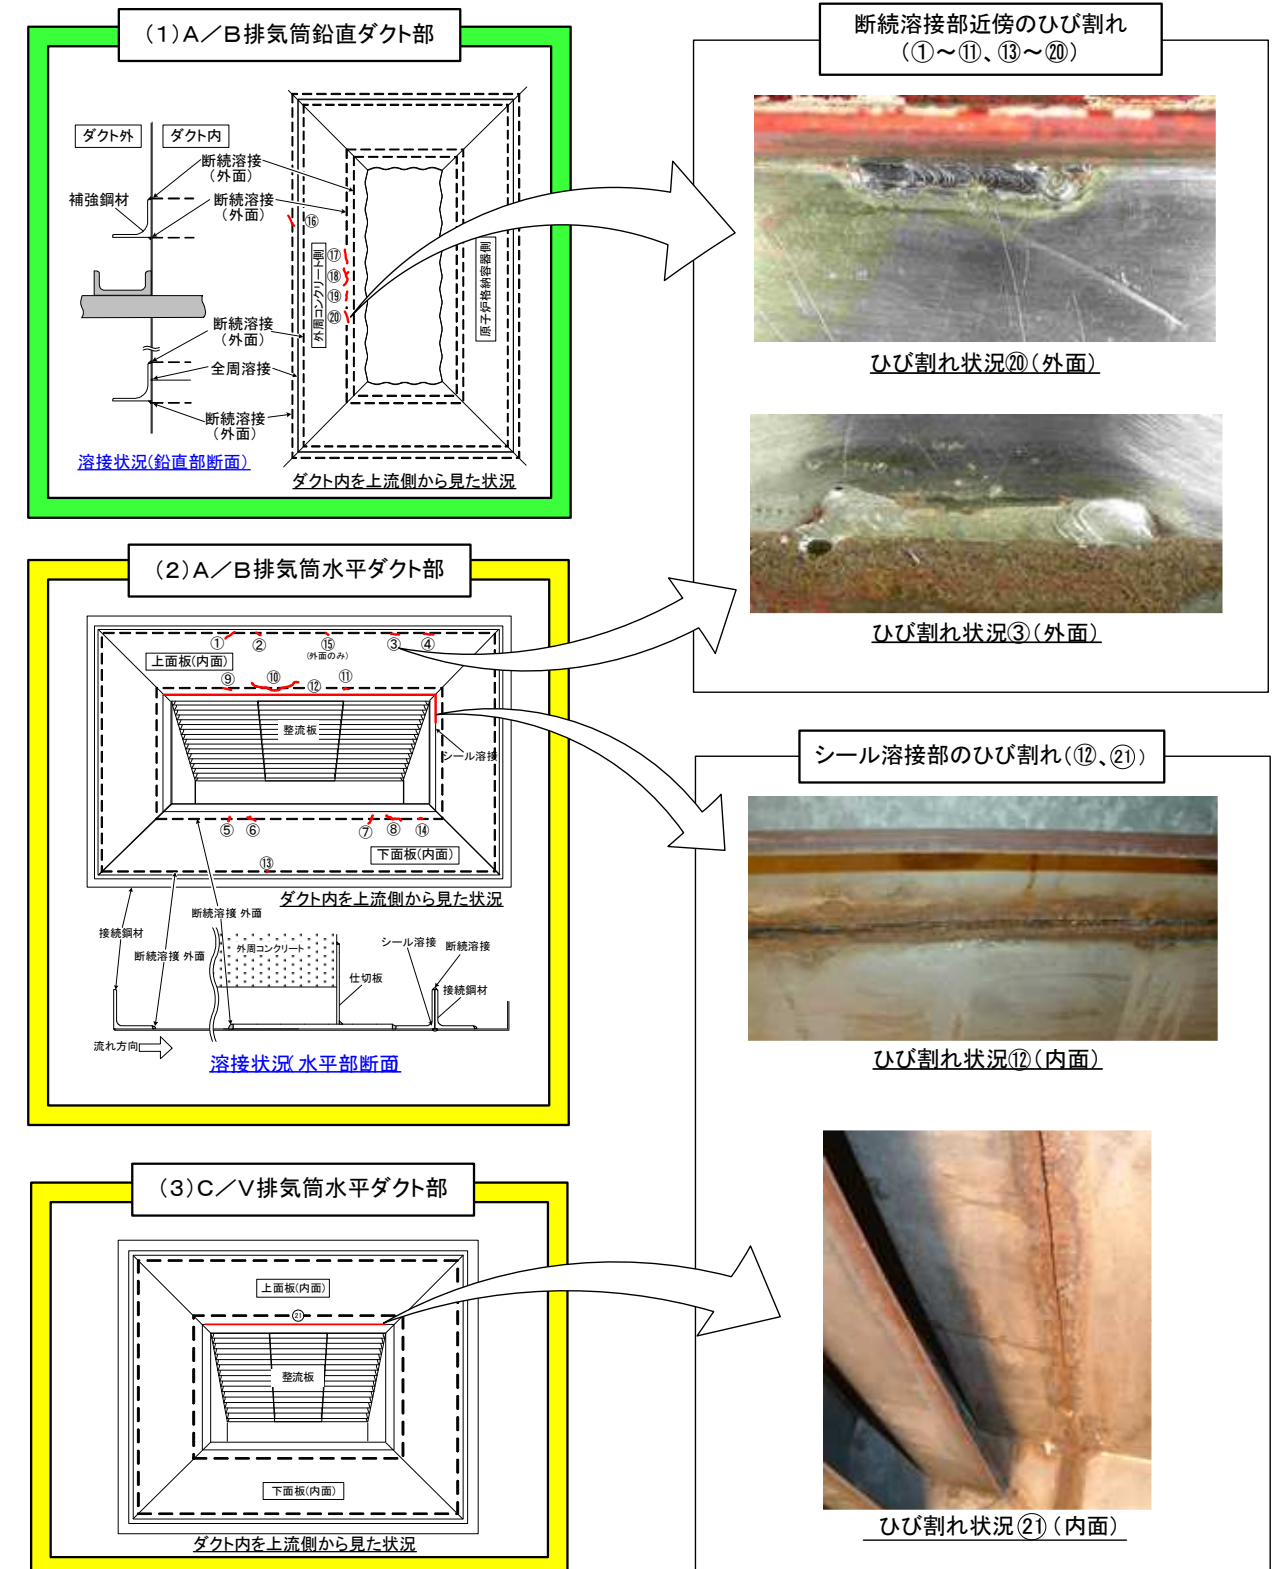 (1)A/B排気筒鉛直ダクト部
ダクト外
ダクト内
断続溶接
(外面)
補強鋼材
断続溶接
(外面)
⑯
⑰
⑱
⑲
⑳
外周コンクリート側
原子炉格納容器側
断続溶接
(外面)
全周溶接
断続溶接
(外面)
溶接状況(鉛直部断面)
ダクト内を上流側から見た状況
断続溶接部近傍のひび割れ
(①~⑪、⑬~⑳)
ひび割れ状況⑳(外面)
ひび割れ状況③(外面)
(2)A/B排気筒水平ダクト部
① ② ⑮ ③ ④
(外面のみ)
上面板(内面)
⑨ ⑩ ⑫ ⑪
整流板
シール溶接
⑤ ⑥ ⑦ ⑧ ⑭
下面板(内面)
⑬
ダクト内を上流側から見た状況
接続鋼材
断続溶接 外面
断続溶接 外面
外周コンクリート
シール溶接
断続溶接
仕切板
接続鋼材
流れ方向
溶接状況(水平部断面)
シール溶接部のひび割れ(⑫、㉑)
ひび割れ状況⑫(内面)
ひび割れ状況㉑(内面)
(3)C/V排気筒水平ダクト部
上面板(内面)
㉑
整流板
下面板(内面)
ダクト内を上流側から見た状況